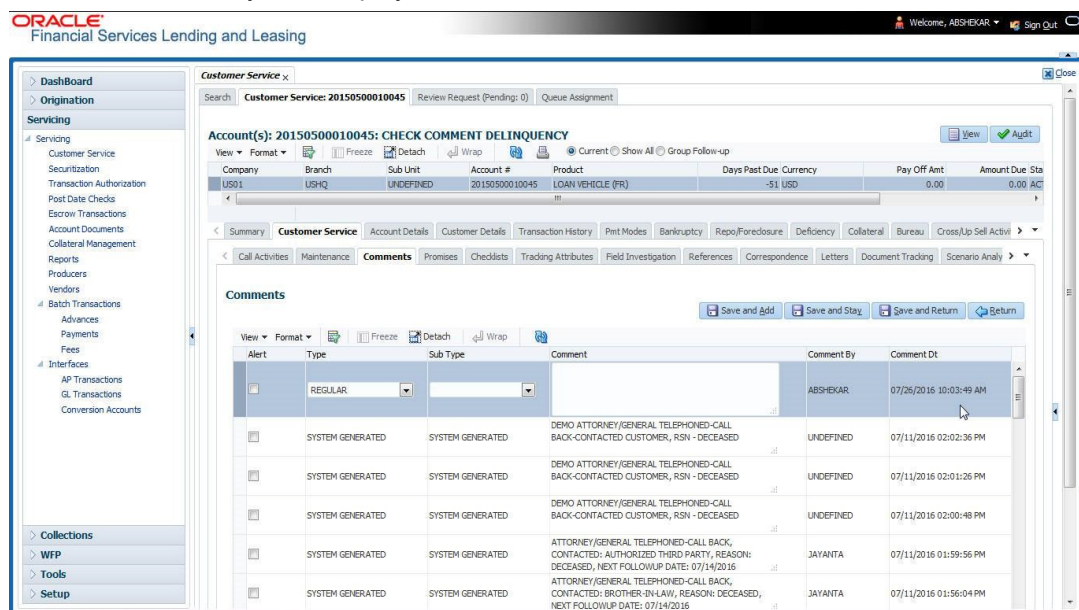 ORACLE
Financial Services Lending and Leasing
Welcome, ABSHEKAR Sign Out
Close
DashBoard
Origination
Servicing
Servicing
Customer Service
Securitization
Transaction Authorization
Post Date Checks
Escrow Transactions
Account Documents
Collateral Management
Reports
Producers
Vendors
Batch Transactions
Advances
Payments
Fees
Interfaces
AP Transactions
GL Transactions
Conversion Accounts
Collections
WFP
Tools
Setup
Customer Service x
Search Customer Service: 20150500010045 Review Request (Pending: 0) Queue Assignment
Account(s): 20150500010045: CHECK COMMENT DELINQUENCY
View Audit
View Format Freeze Detach Wrap Current Show All Group Follow-up
Company Branch Sub Unit Account # Product Days Past Due Currency Pay Off Amt Amount Due Sta
US01 USHQ UNDEFINED 20150500010045 LOAN VEHICLE (FR) -51 USD 0.00 0.00 ACT
Summary Customer Service Account Details Customer Details Transaction History Pmt Modes Bankruptcy Repo/Foreclosure Deficiency Collateral Bureau Cross/Up Sell Activi
Call Activities Maintenance Comments Promises Checklists Tracking Attributes Field Investigation References Correspondence Letters Document Tracking Scenario Analy
Comments
Save and Add Save and Stay Save and Return Return
View Format Freeze Detach Wrap
Alert Type Sub Type Comment Comment By Comment Dt
REGULAR ABSHEKAR 07/26/2016 10:03:49 AM
DEMO ATTORNEY/GENERAL TELEPHONED-CALL
BACK-CONTACTED CUSTOMER, RSN - DECEASED
SYSTEM GENERATED SYSTEM GENERATED UNDEFINED 07/11/2016 02:02:36 PM
DEMO ATTORNEY/GENERAL TELEPHONED-CALL
BACK-CONTACTED CUSTOMER, RSN - DECEASED
SYSTEM GENERATED SYSTEM GENERATED UNDEFINED 07/11/2016 02:01:26 PM
DEMO ATTORNEY/GENERAL TELEPHONED-CALL
BACK-CONTACTED CUSTOMER, RSN - DECEASED
SYSTEM GENERATED SYSTEM GENERATED UNDEFINED 07/11/2016 02:00:48 PM
ATTORNEY/GENERAL TELEPHONED-CALL BACK,
CONTACTED: AUTHORIZED THIRD PARTY, REASON:
DECEASED, NEXT FOLLOWUP DATE: 07/14/2016
SYSTEM GENERATED SYSTEM GENERATED JAYANTA 07/11/2016 01:59:56 PM
ATTORNEY/GENERAL TELEPHONED-CALL BACK,
CONTACTED: BROTHER-IN-LAW, REASON: DECEASED,
NEXT FOLLOWUP DATE: 07/14/2016
SYSTEM GENERATED SYSTEM GENERATED JAYANTA 07/11/2016 01:56:04 PM